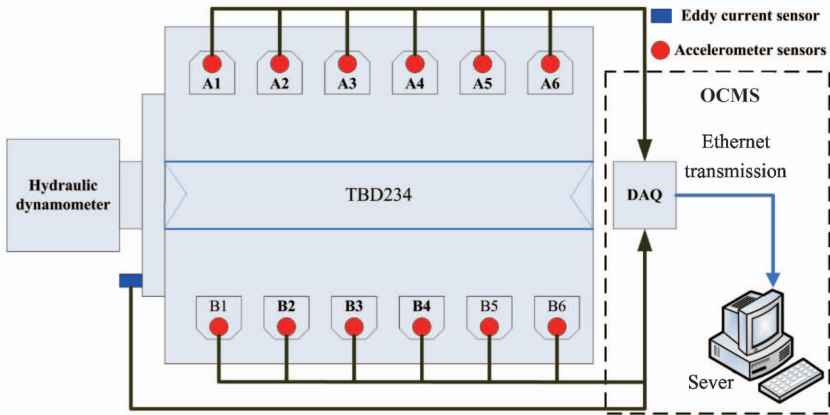 Eddy current sensor
Accelerometer sensors
A1 A2 A3 A4 A5 A6
OCMS
Ethernet
transmission
Hydraulic
dynamometer
TBD234
DAQ
B1 B2 B3 B4 B5 B6
Sever